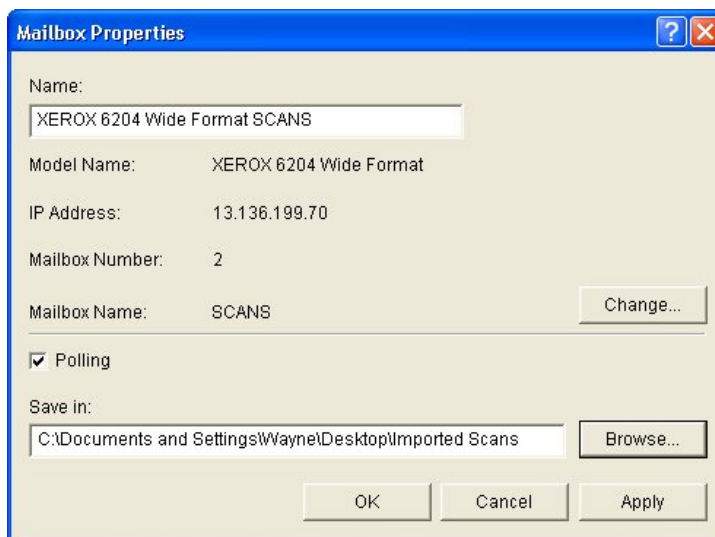 Mailbox Properties
Name:
XEROX 6204 Wide Format SCANS
Model Name: XEROX 6204 Wide Format
IP Address: 13.136.199.70
Mailbox Number: 2
Mailbox Name: SCANS
Change...
Polling
Save in:
C:\Documents and Settings\Wayne\Desktop\Imported Scans
Browse...
OK Cancel Apply